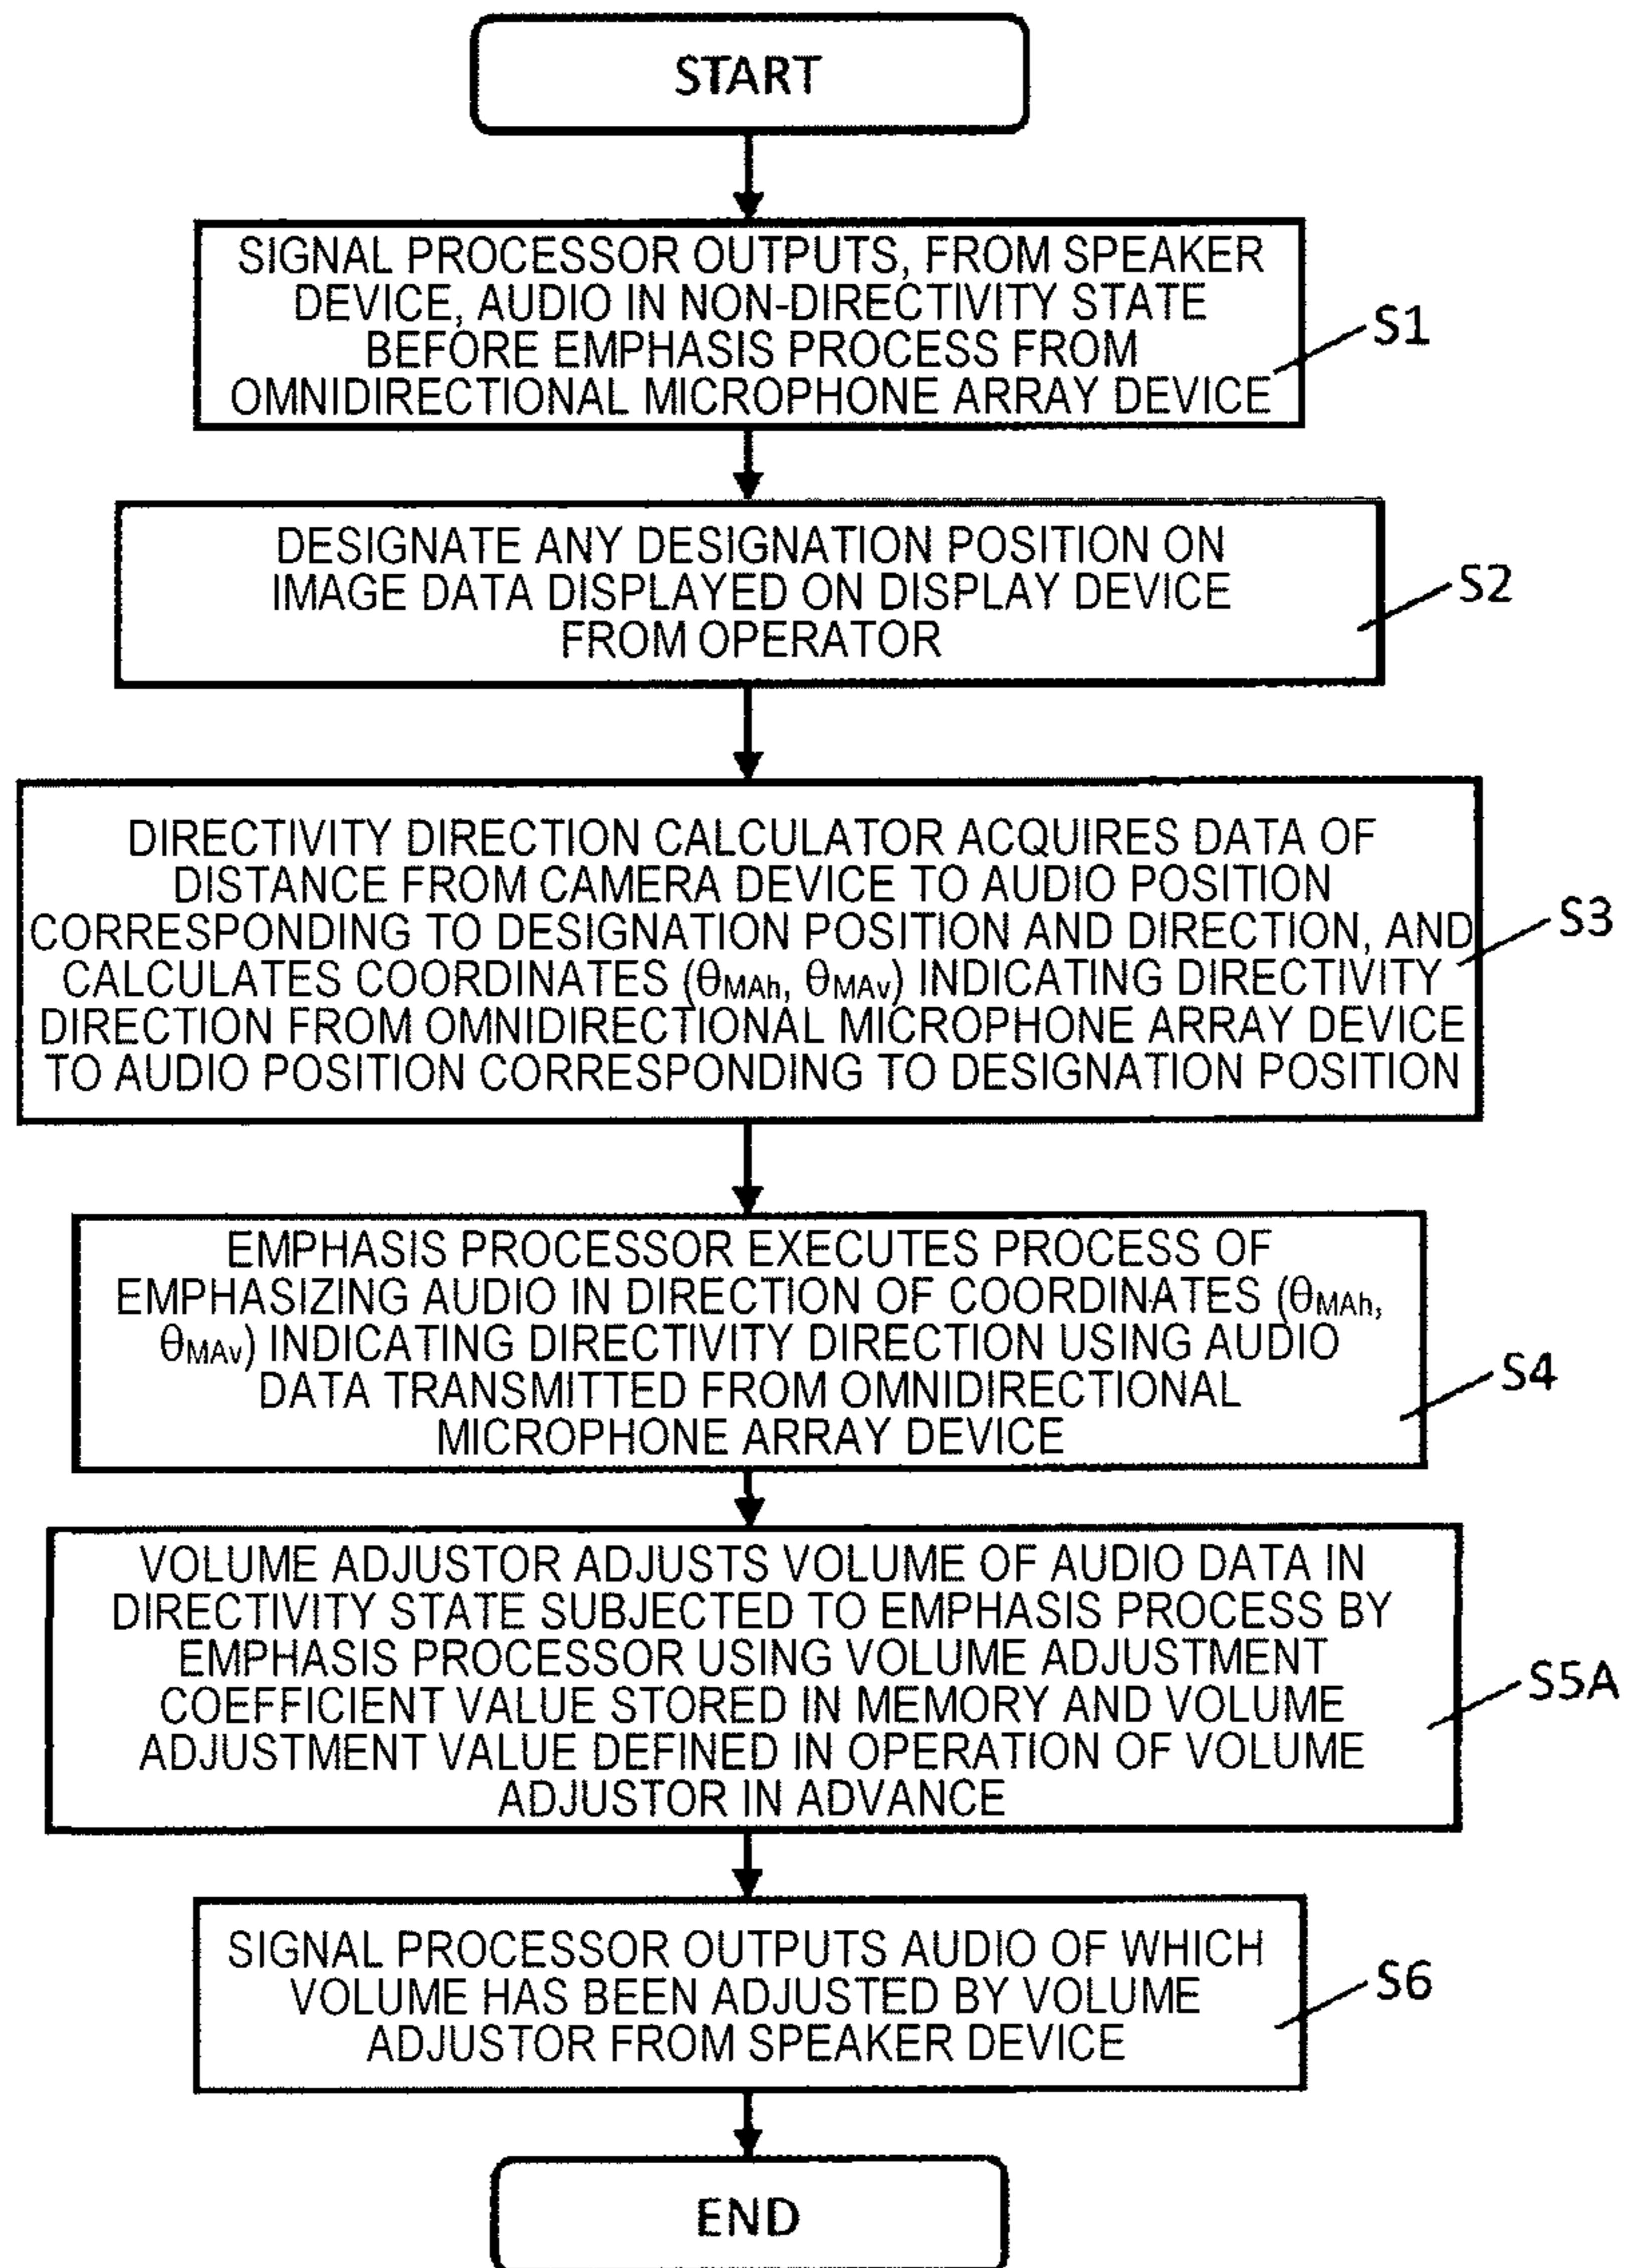 START
SIGNAL PROCESSOR OUTPUTS, FROM SPEAKER
DEVICE, AUDIO IN NON-DIRECTIVITY STATE
BEFORE EMPHASIS PROCESS FROM
OMNIDIRECTIONAL MICROPHONE ARRAY DEVICE
S1
DESIGNATE ANY DESIGNATION POSITION ON
IMAGE DATA DISPLAYED ON DISPLAY DEVICE
FROM OPERATOR
S2
DIRECTIVITY DIRECTION CALCULATOR ACQUIRES DATA OF
DISTANCE FROM CAMERA DEVICE TO AUDIO POSITION
CORRESPONDING TO DESIGNATION POSITION AND DIRECTION, AND
CALCULATES COORDINATES (θMAh, θMAv) INDICATING DIRECTIVITY
DIRECTION FROM OMNIDIRECTIONAL MICROPHONE ARRAY DEVICE
TO AUDIO POSITION CORRESPONDING TO DESIGNATION POSITION
S3
EMPHASIS PROCESSOR EXECUTES PROCESS OF
EMPHASIZING AUDIO IN DIRECTION OF COORDINATES (θMAh,
θMAv) INDICATING DIRECTIVITY DIRECTION USING AUDIO
DATA TRANSMITTED FROM OMNIDIRECTIONAL
MICROPHONE ARRAY DEVICE
S4
VOLUME ADJUSTOR ADJUSTS VOLUME OF AUDIO DATA IN
DIRECTIVITY STATE SUBJECTED TO EMPHASIS PROCESS BY
EMPHASIS PROCESSOR USING VOLUME ADJUSTMENT
COEFFICIENT VALUE STORED IN MEMORY AND VOLUME
ADJUSTMENT VALUE DEFINED IN OPERATION OF VOLUME
ADJUSTOR IN ADVANCE
S5A
SIGNAL PROCESSOR OUTPUTS AUDIO OF WHICH
VOLUME HAS BEEN ADJUSTED BY VOLUME
ADJUSTOR FROM SPEAKER DEVICE
S6
END